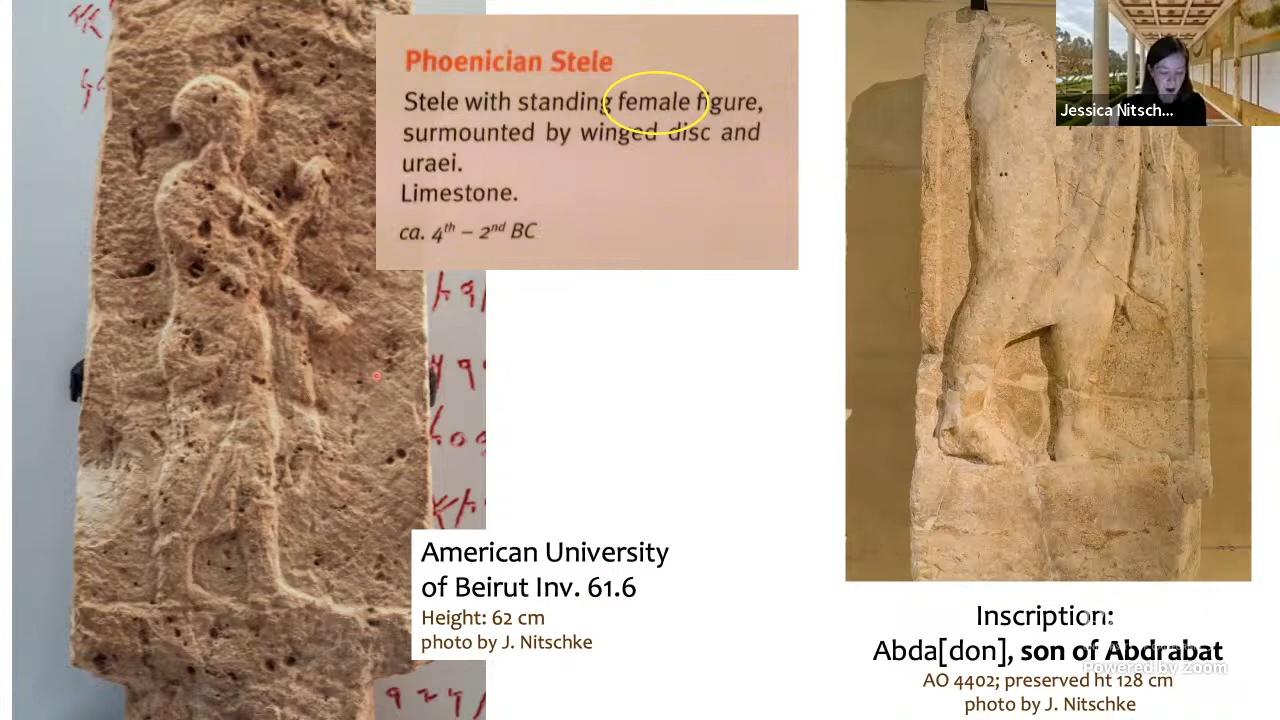 Phoenician Stele
Stele with standing female figure,
surmounted by winged disc and
uraei.
Limestone.
ca. 4th – 2nd BC
Jessica Nitsch...
American University
of Beirut Inv. 61.6
Height: 62 cm
photo by J. Nitschke
Inscription:
Abda[don], son of Abdrabat
Powered by Zoom
AO 4402; preserved ht 128 cm
photo by J. Nitschke